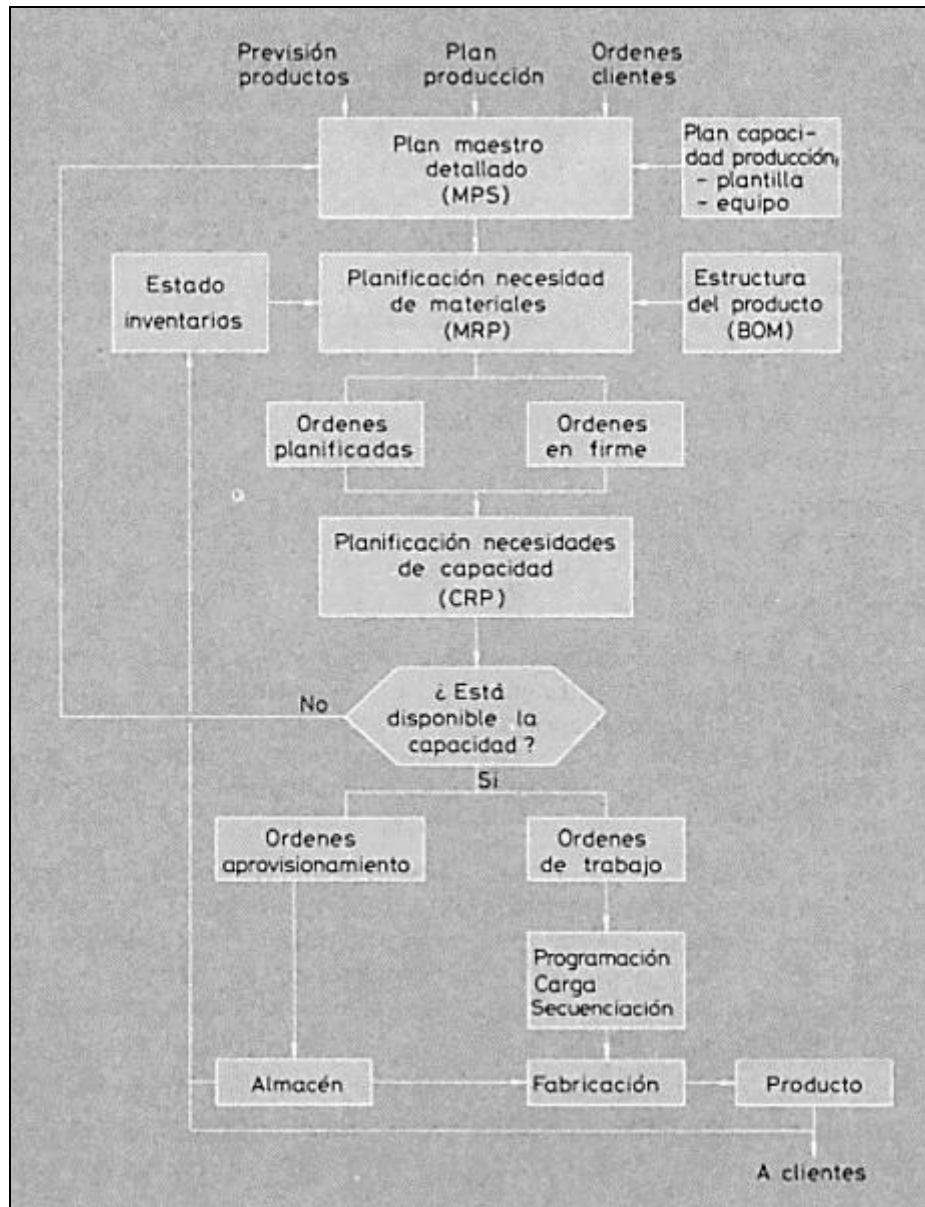 Previsión
productos
Plan
producción
Ordenes
clientes
Plan maestro
detallado
(MPS)
Plan capaci-
dad producción,
- plantilla
- equipo
Estado
inventarios
Planificación necesidad
de materiales
(MRP)
Estructura
del producto
(BOM)
Ordenes
planificadas
Ordenes
en firme
Planificación necesidades
de capacidad
(CRP)
¿Está
disponible la
capacidad?
No
Si
Ordenes
aprovisionamiento
Ordenes
de trabajo
Programación
Carga
Secuenciación
Almacén
Fabricación
Producto
A clientes